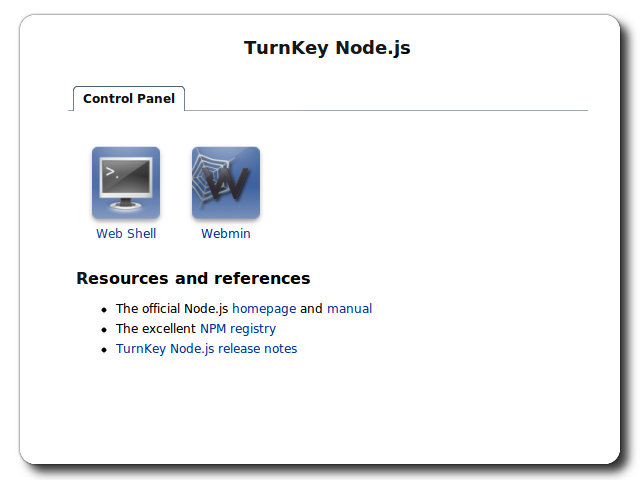 TurnKey Node.js
Control Panel
>_
W
Web Shell Webmin
Resources and references
The official Node.js homepage and manual
The excellent NPM registry
TurnKey Node.js release notes